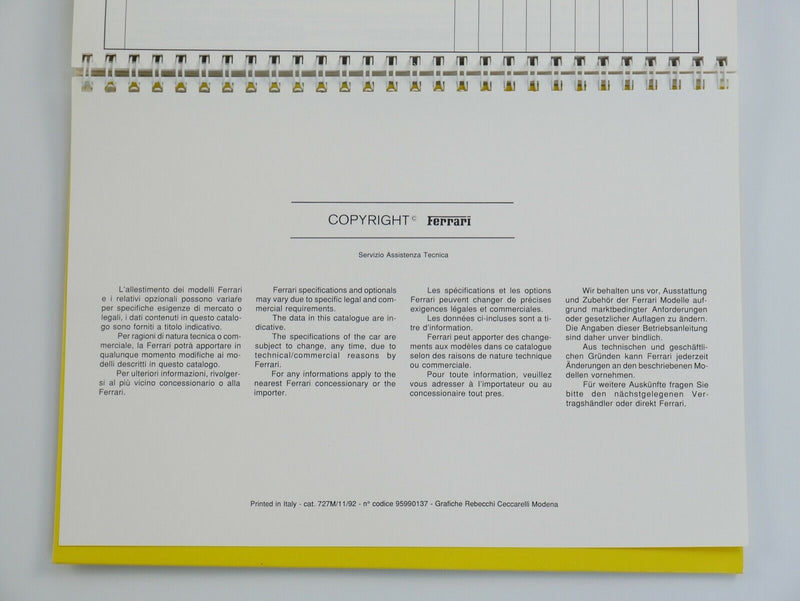 COPYRIGHT© Ferrari
Servizio Assistenza Tecnica
L'allestimento dei modelli Ferrari
e i relativi opzionali possono variare
per specifiche esigenze di mercato o
legali, i dati contenuti in questo catalo-
go sono forniti a titolo indicativo.
Per ragioni di natura tecnica o com-
merciale, la Ferrari potrà apportare in
qualunque momento modifiche ai mo-
delli descritti in questo catalogo.
Per ulteriori informazioni, rivolger-
si al più vicino concessionario o alla
Ferrari.
Ferrari specifications and optionals
may vary due to specific legal and com-
mercial requirements.
The data in this catalogue are in-
dicative.
The specifications of the car are
subject to change, any time, due to
technical/commercial reasons by
Ferrari.
For any informations apply to the
nearest Ferrari concessionary or the
importer.
Les spécifications et les options
Ferrari peuvent changer de précises
exigences légales et commerciales.
Les données ci-incluses sont a ti-
tre d'information.
Ferrari peut apporter des change-
ments aux modèles dans ce catalogue
selon des raisons de nature technique
ou commerciale.
Pour toute information, veuillez
vous adresser à l'importateur ou au
concessionaire tout pres.
Wir behalten uns vor, Ausstattung
und Zubehör der Ferrari Modelle auf-
grund marktbedingter Anforderungen
oder gesetzlicher Auflagen zu ändern.
Die Angaben dieser Betriebsanleitung
sind daher unver bindlich.
Aus technischen und geschäftli-
chen Gründen kann Ferrari jederzeit
Änderungen an den beschriebenen Mo-
dellen vornehmen.
Für weitere Auskünfte fragen Sie
bitte den nächstgelegenen Ver-
tragshändler oder direkt Ferrari.
Printed in Italy - cat. 727M/11/92 - n° codice 95990137 - Grafiche Rebecchi Ceccarelli Modena